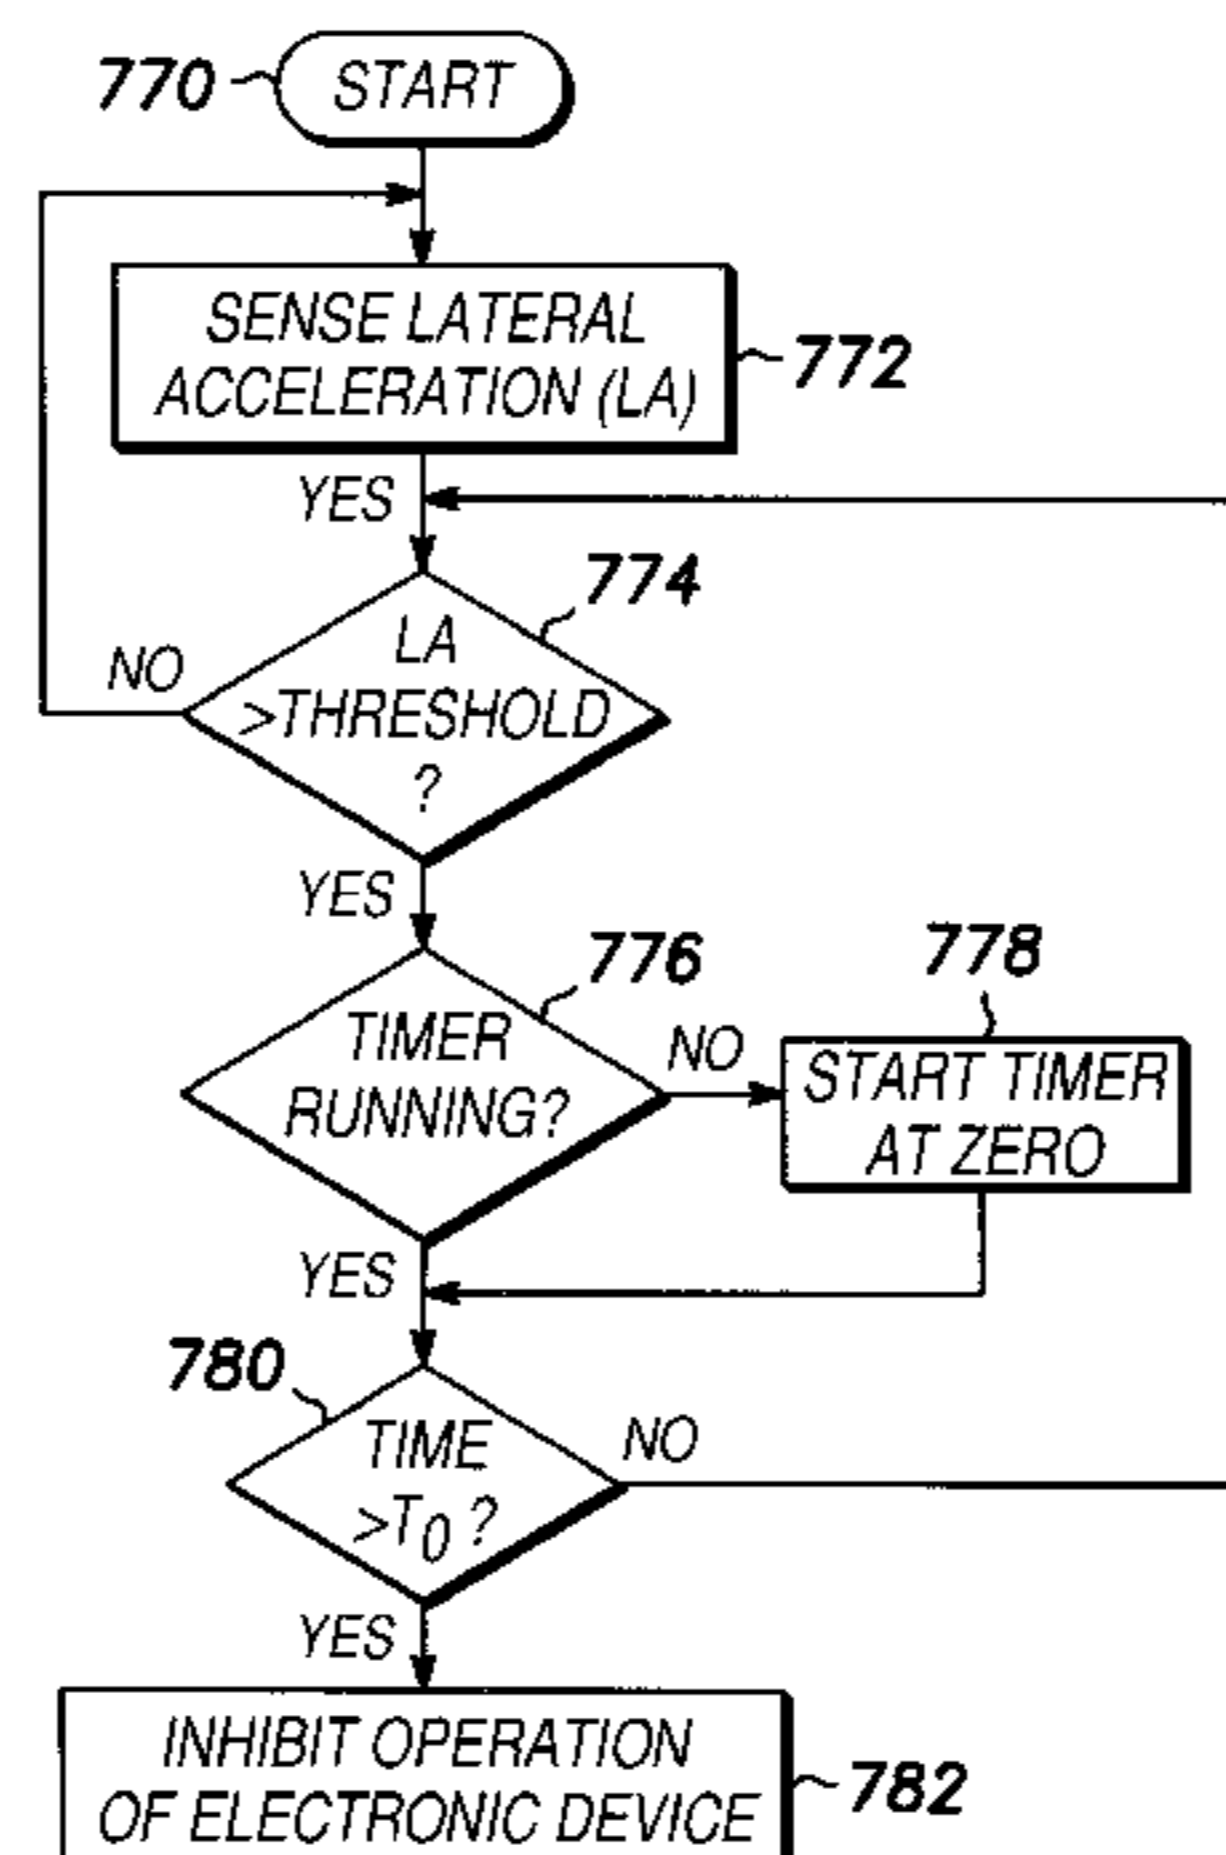 770
START
SENSE LATERAL
ACCELERATION (LA)
772
YES
774
LA
>THRESHOLD
?
NO
YES
776
TIMER
RUNNING?
NO
778
START TIMER
AT ZERO
YES
780
TIME
>T0 ?
NO
YES
INHIBIT OPERATION
OF ELECTRONIC DEVICE
782